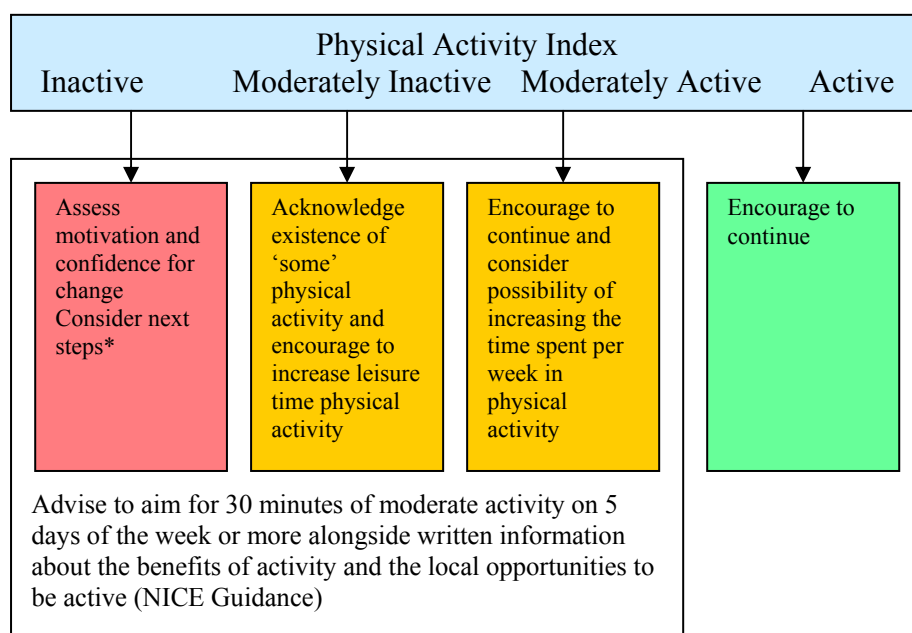 Physical Activity Index
Inactive Moderately Inactive Moderately Active Active
Assess
motivation and
confidence for
change
Consider next
steps*
Acknowledge
existence of
‘some’
physical
activity and
encourage to
increase leisure
time physical
activity
Encourage to
continue and
consider
possibility of
increasing the
time spent per
week in
physical
activity
Encourage to
continue
Advise to aim for 30 minutes of moderate activity on 5
days of the week or more alongside written information
about the benefits of activity and the local opportunities to
be active (NICE Guidance)